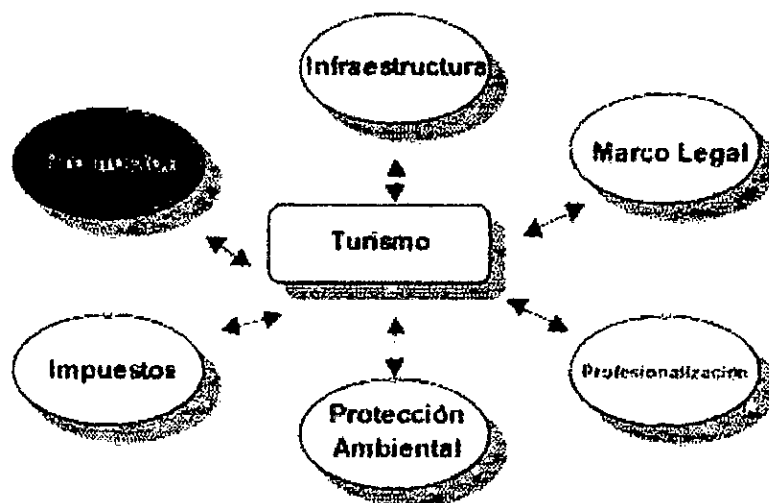 Infraestructura
Marco Legal
Turismo
Impuestos
Profesionalización
Protección
Ambiental